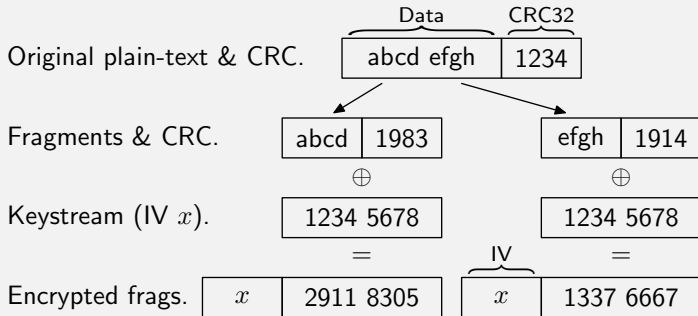 Data CRC32
Original plain-text & CRC. abcd efgh 1234
Fragments & CRC. abcd 1983 efgh 1914
⊕ ⊕
Keystream (IV x). 1234 5678 1234 5678
= IV =
Encrypted frags. x 2911 8305 x 1337 6667